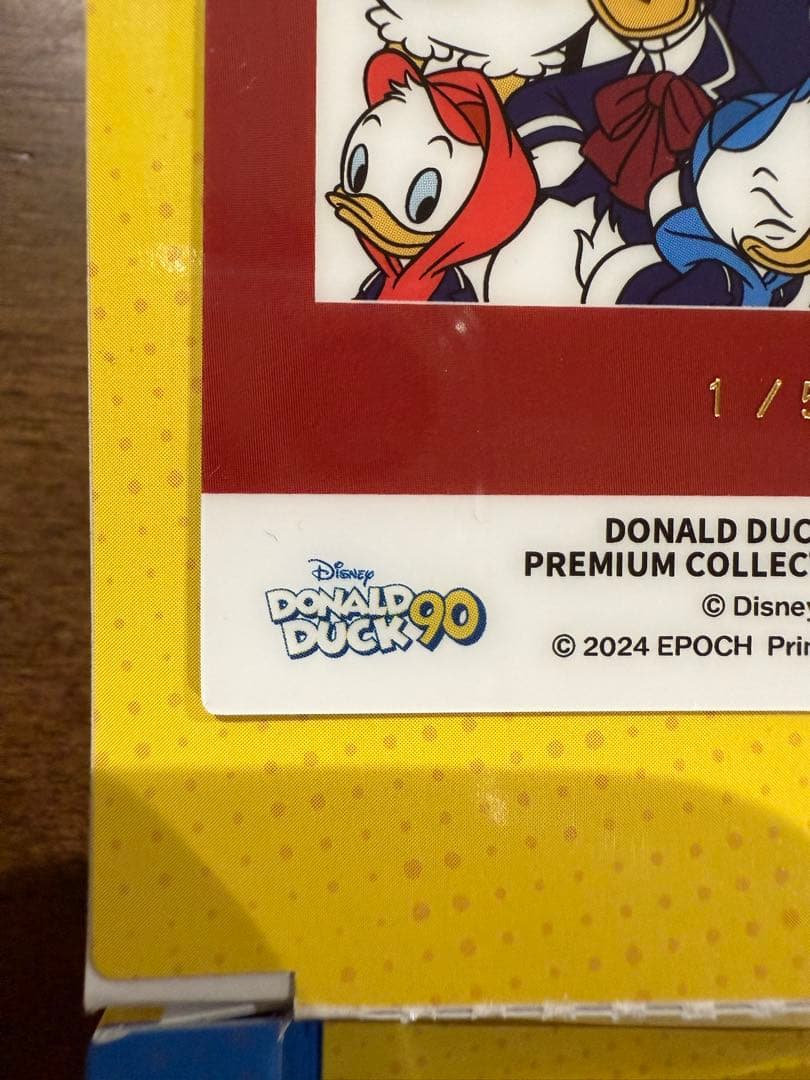 1 / 5
DONALD DUC
PREMIUM COLLEC
© Disney
© 2024 EPOCH Prin
Disney
DONALD
DUCK 90